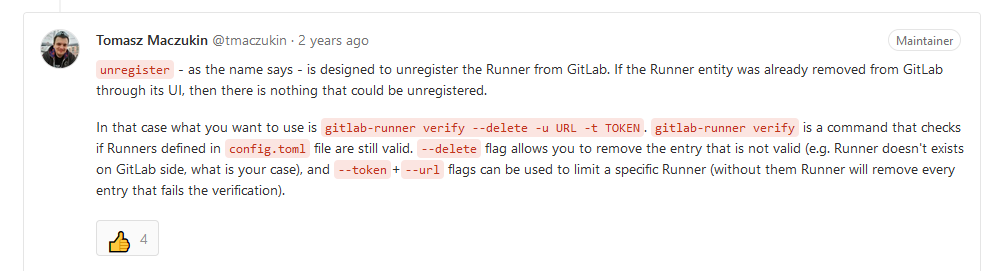 Tomasz Maczukin @tmaczukin · 2 years ago Maintainer
unregister - as the name says - is designed to unregister the Runner from GitLab. If the Runner entity was already removed from GitLab
through its UI, then there is nothing that could be unregistered.
In that case what you want to use is gitlab-runner verify --delete -u URL -t TOKEN. gitlab-runner verify is a command that checks
if Runners defined in config.toml file are still valid. --delete flag allows you to remove the entry that is not valid (e.g. Runner doesn't exists
on GitLab side, what is your case), and --token+--url flags can be used to limit a specific Runner (without them Runner will remove every
entry that fails the verification).
4